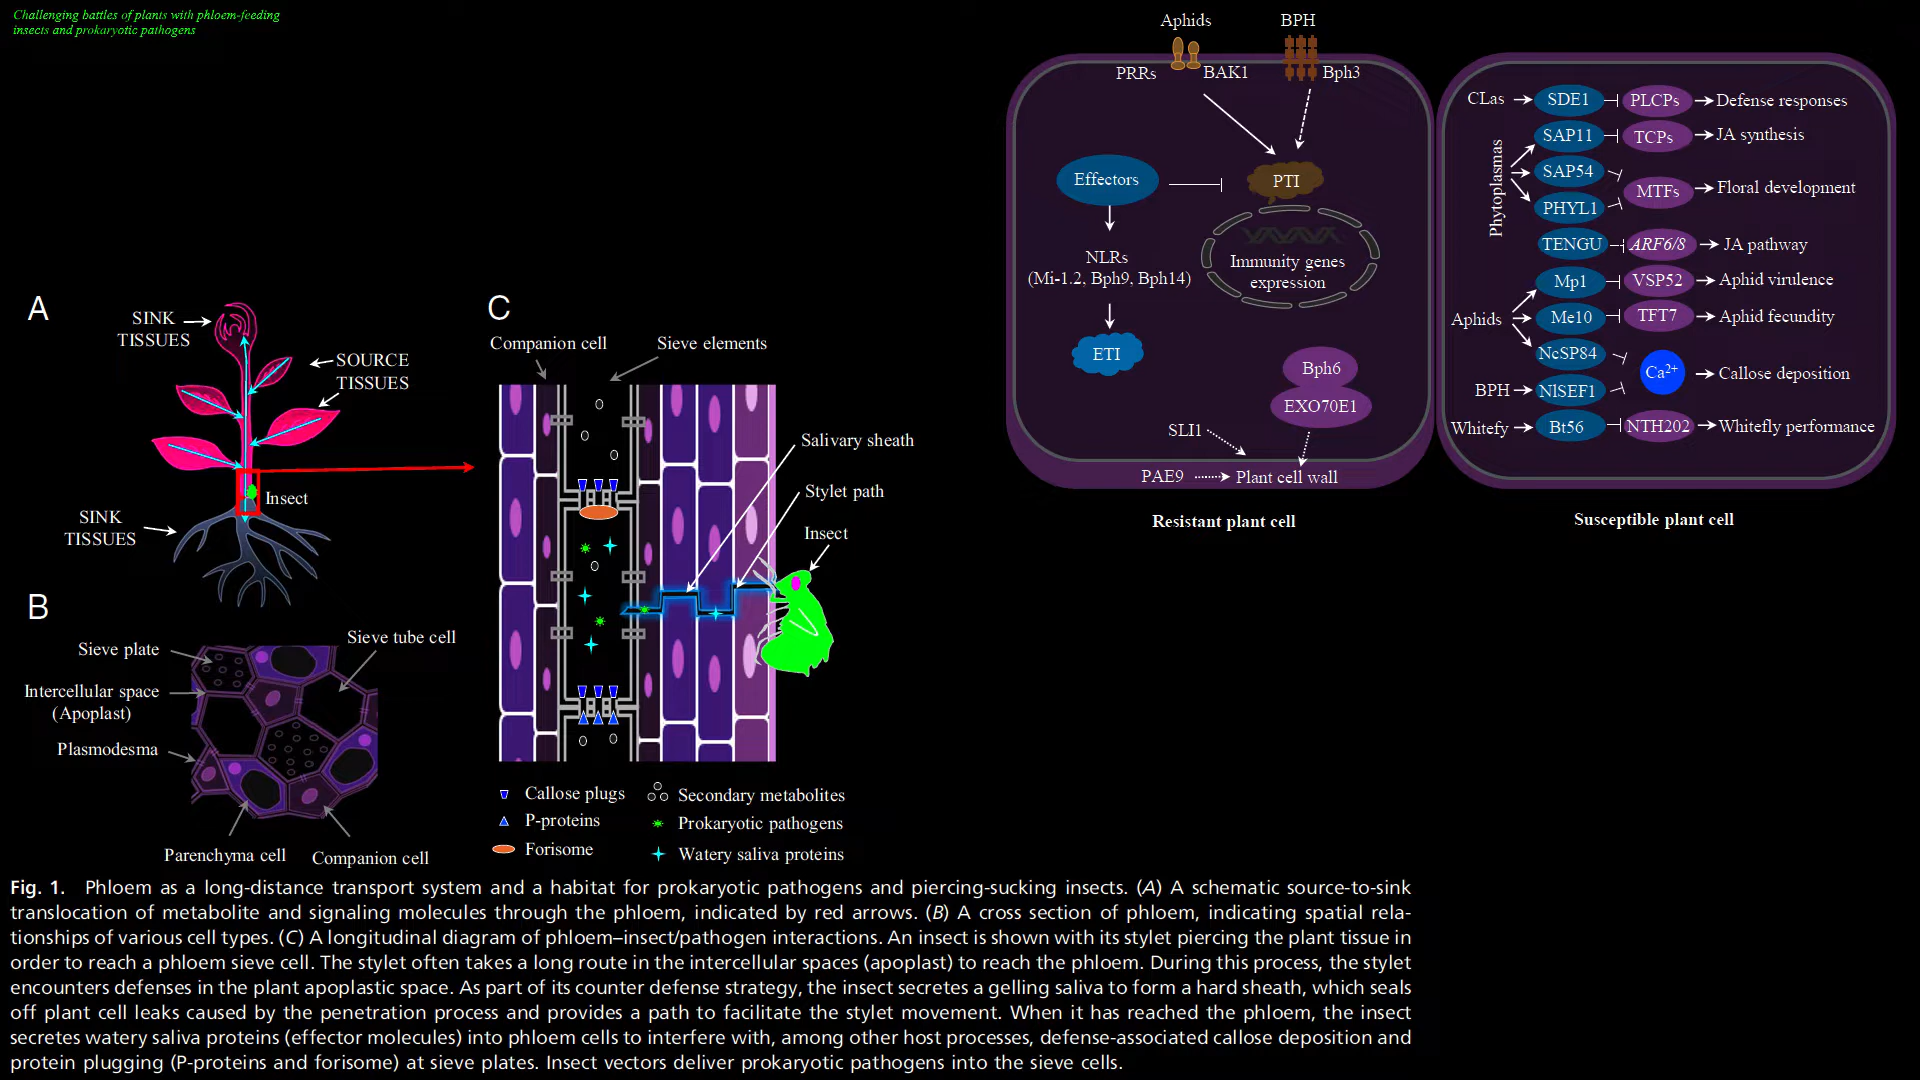 Challenging battles of plants with phloem-feeding
insects and prokaryotic pathogens
A
SINK
TISSUES
SOURCE
TISSUES
Insect
SINK
TISSUES
B
Sieve plate
Sieve tube cell
Intercellular space
(Apoplast)
Plasmodesma
Parenchyma cell
Companion cell
C
Companion cell
Sieve elements
Salivary sheath
Stylet path
Insect
Callose plugs
P-proteins
Forisome
Secondary metabolites
Prokaryotic pathogens
Watery saliva proteins
Aphids
BPH
PRRs
BAK1
Bph3
Effectors
PTI
NLRs
(Mi-1.2, Bph9, Bph14)
Immunity genes
expression
ETI
Bph6
EXO70E1
SLI1
PAE9
Plant cell wall
Resistant plant cell
CLas
SDE1
PLCPs
Defense responses
Phytoplasmas
SAP11
TCPs
JA synthesis
SAP54
MTFs
Floral development
PHYL1
TENGU
ARF6/8
JA pathway
Aphids
Mp1
VSP52
Aphid virulence
Me10
TFT7
Aphid fecundity
NcSP84
Ca2+
Callose deposition
BPH
NlSEF1
Whitefy
Bt56
NTH202
Whitefly performance
Susceptible plant cell
Fig. 1. Phloem as a long-distance transport system and a habitat for prokaryotic pathogens and piercing-sucking insects. (A) A schematic source-to-sink
translocation of metabolite and signaling molecules through the phloem, indicated by red arrows. (B) A cross section of phloem, indicating spatial rela-
tionships of various cell types. (C) A longitudinal diagram of phloem–insect/pathogen interactions. An insect is shown with its stylet piercing the plant tissue in
order to reach a phloem sieve cell. The stylet often takes a long route in the intercellular spaces (apoplast) to reach the phloem. During this process, the stylet
encounters defenses in the plant apoplastic space. As part of its counter defense strategy, the insect secretes a gelling saliva to form a hard sheath, which seals
off plant cell leaks caused by the penetration process and provides a path to facilitate the stylet movement. When it has reached the phloem, the insect
secretes watery saliva proteins (effector molecules) into phloem cells to interfere with, among other host processes, defense-associated callose deposition and
protein plugging (P-proteins and forisome) at sieve plates. Insect vectors deliver prokaryotic pathogens into the sieve cells.